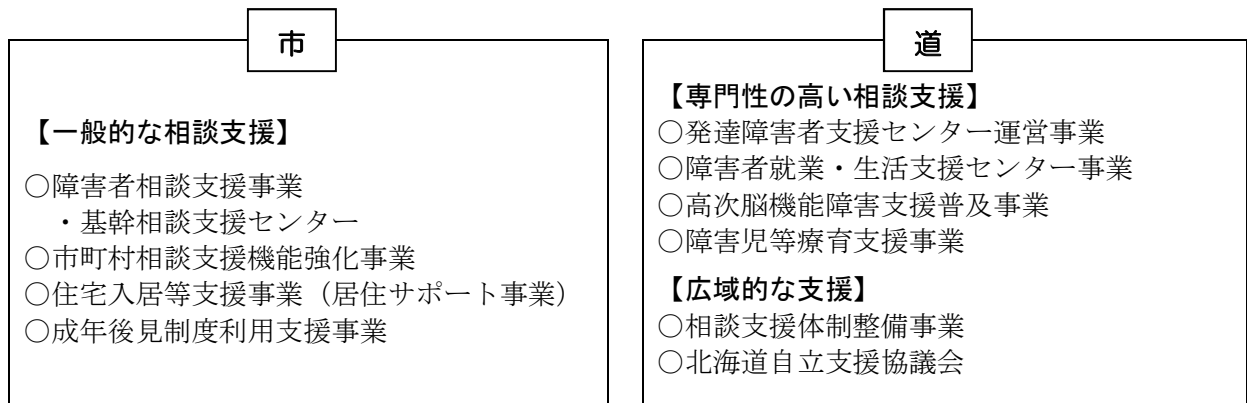 市
【一般的な相談支援】
○障害者相談支援事業
・基幹相談支援センター
○市町村相談支援機能強化事業
○住宅入居等支援事業（居住サポート事業）
○成年後見制度利用支援事業
道
【専門性の高い相談支援】
○発達障害者支援センター運営事業
○障害者就業・生活支援センター事業
○高次脳機能障害支援普及事業
○障害児等療育支援事業
【広域的な支援】
○相談支援体制整備事業
○北海道自立支援協議会